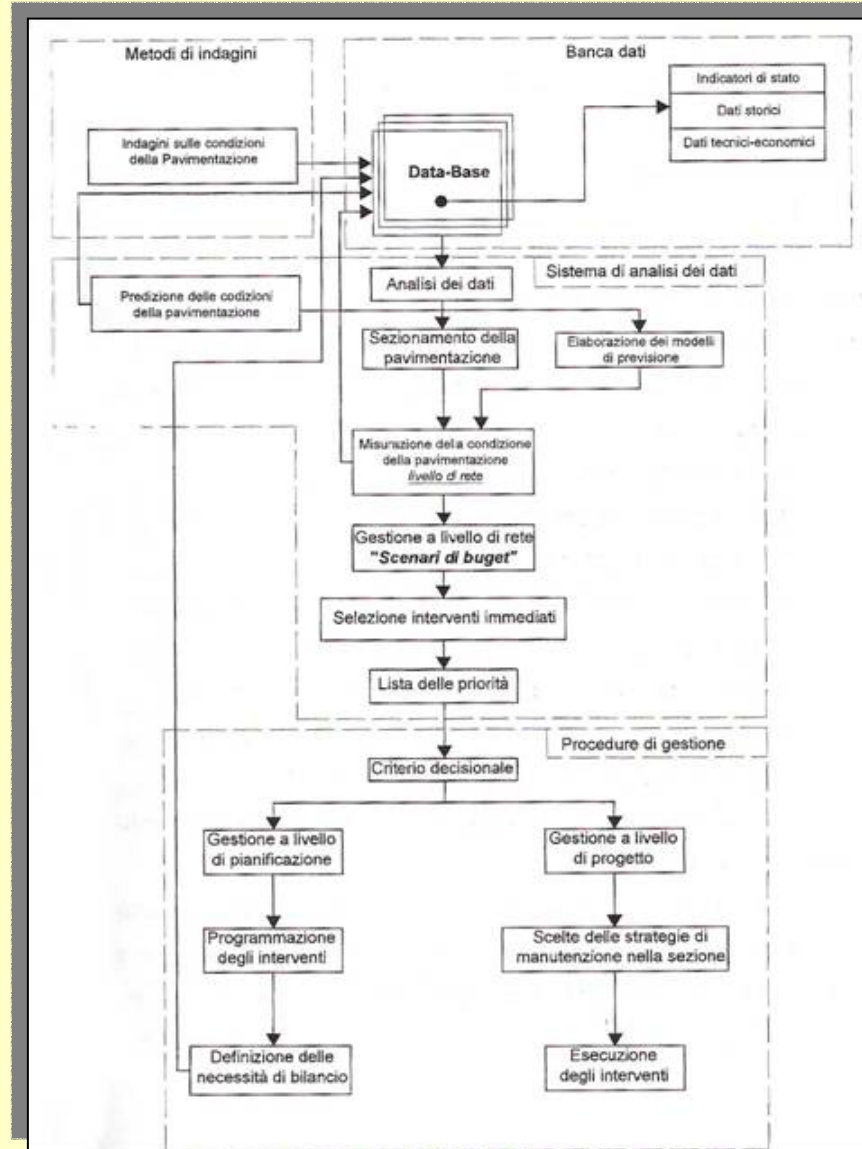 Metodi di indagini
Banca dati
Indicatori di stato
Dati storici
Dati tecnici-economici
Indagini sulle condizioni
della Pavimentazione
Data-Base
Sistema di analisi dei dati
Analisi dei dati
Predizione delle codizioni
della pavimentazione
Sezionamento della
pavimentazione
Elaborazione dei modelli
di previsione
Misurazione della condizione
della pavimentazione
livello di rete
Gestione a livello di rete
"Scenari di buget"
Selezione interventi immediati
Lista delle priorità
Procedure di gestione
Criterio decisionale
Gestione a livello
di pianificazione
Gestione a livello
di progetto
Programmazione
degli interventi
Scelte delle strategie di
manutenzione nella sezione
Definizione delle
necessità di bilancio
Esecuzione
degli interventi